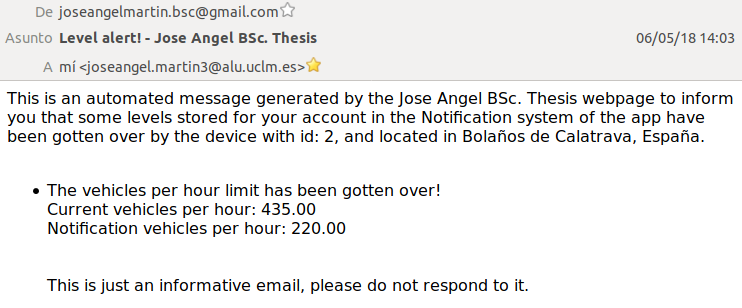 De joseangelmartin.bsc@gmail.com
Asunto Level alert! - Jose Angel BSc. Thesis 06/05/18 14:03
A mí <joseangel.martin3@alu.uclm.es>
This is an automated message generated by the Jose Angel BSc. Thesis webpage to inform
you that some levels stored for your account in the Notification system of the app have
been gotten over by the device with id: 2, and located in Bolaños de Calatrava, España.
• The vehicles per hour limit has been gotten over!
Current vehicles per hour: 435.00
Notification vehicles per hour: 220.00
This is just an informative email, please do not respond to it.